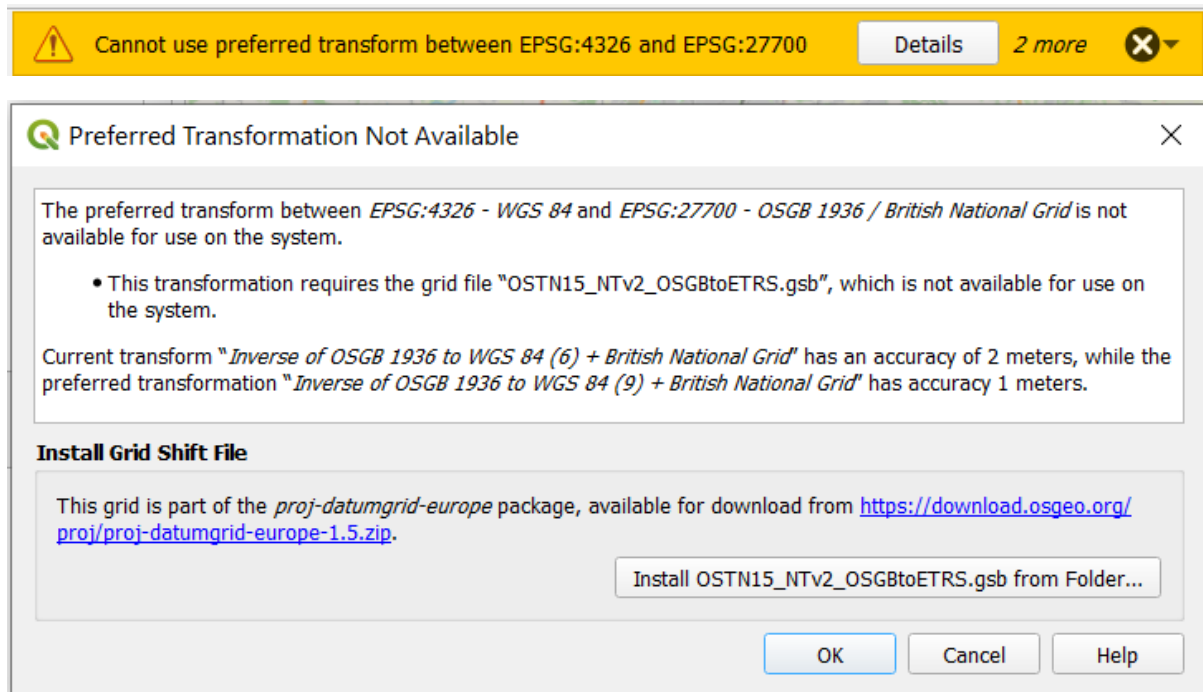 Cannot use preferred transform between EPSG:4326 and EPSG:27700 Details 2 more
Preferred Transformation Not Available
The preferred transform between EPSG:4326 - WGS 84 and EPSG:27700 - OSGB 1936 / British National Grid is not
available for use on the system.
• This transformation requires the grid file “OSTN15_NTv2_OSGBtoETRS.gsb”, which is not available for use on
the system.
Current transform “Inverse of OSGB 1936 to WGS 84 (6) + British National Grid” has an accuracy of 2 meters, while the
preferred transformation “Inverse of OSGB 1936 to WGS 84 (9) + British National Grid” has accuracy 1 meters.
Install Grid Shift File
This grid is part of the proj-datumgrid-europe package, available for download from https://download.osgeo.org/
proj/proj-datumgrid-europe-1.5.zip.
Install OSTN15_NTv2_OSGBtoETRS.gsb from Folder...
OK Cancel Help